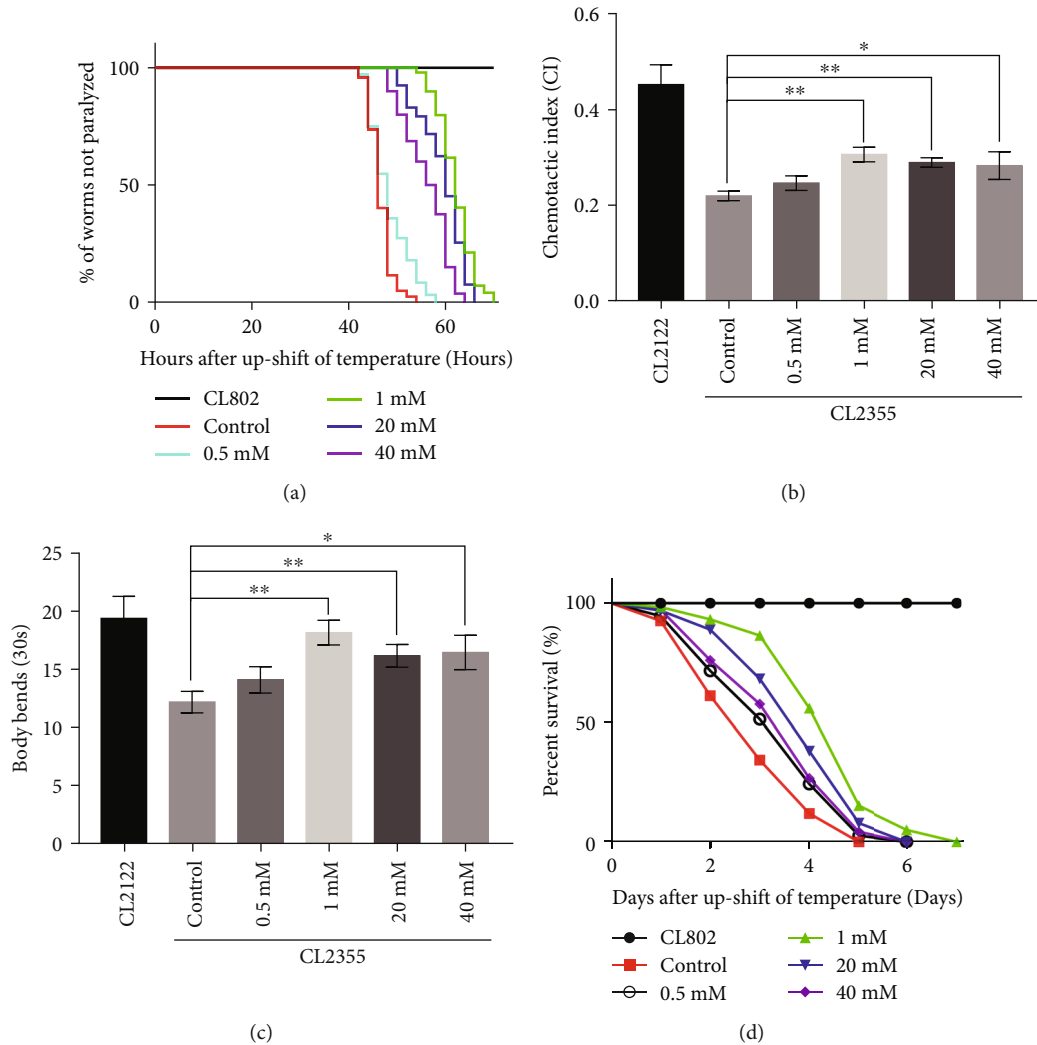 % of worms not paralyzed
100
50
0
0
20
40
60
Hours after up-shift of temperature (Hours)
CL802
Control
0.5 mM
1 mM
20 mM
40 mM
(a)
Chemotactic index (CI)
0.6
0.4
0.2
0.0
*
**
**
CL2122
Control
0.5 mM
1 mM
20 mM
40 mM
CL2355
(b)
Body bends (30s)
25
20
15
10
5
0
*
**
**
CL2122
Control
0.5 mM
1 mM
20 mM
40 mM
CL2355
(c)
Percent survival (%)
100
50
0
0
2
4
6
Days after up-shift of temperature (Days)
CL802
Control
0.5 mM
1 mM
20 mM
40 mM
(d)